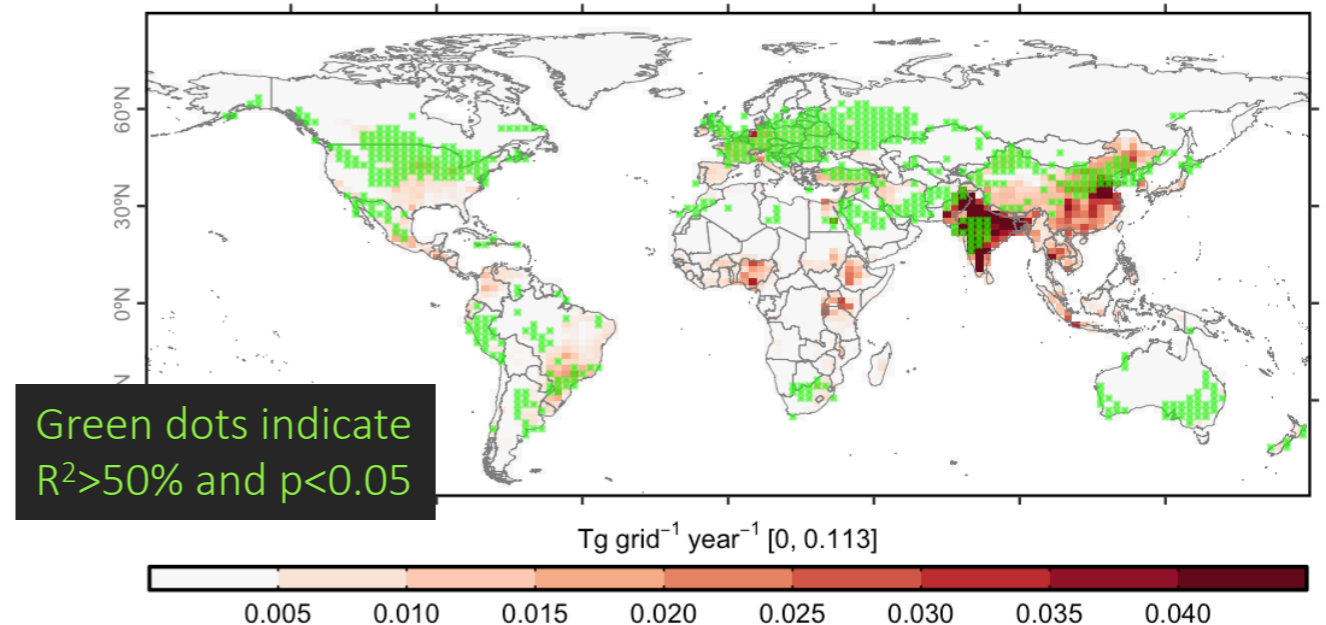 60°N
30°N
0°N
N
Green dots indicate
R²>50% and p<0.05
Tg grid⁻¹ year⁻¹ [0, 0.113]
0.005 0.010 0.015 0.020 0.025 0.030 0.035 0.040